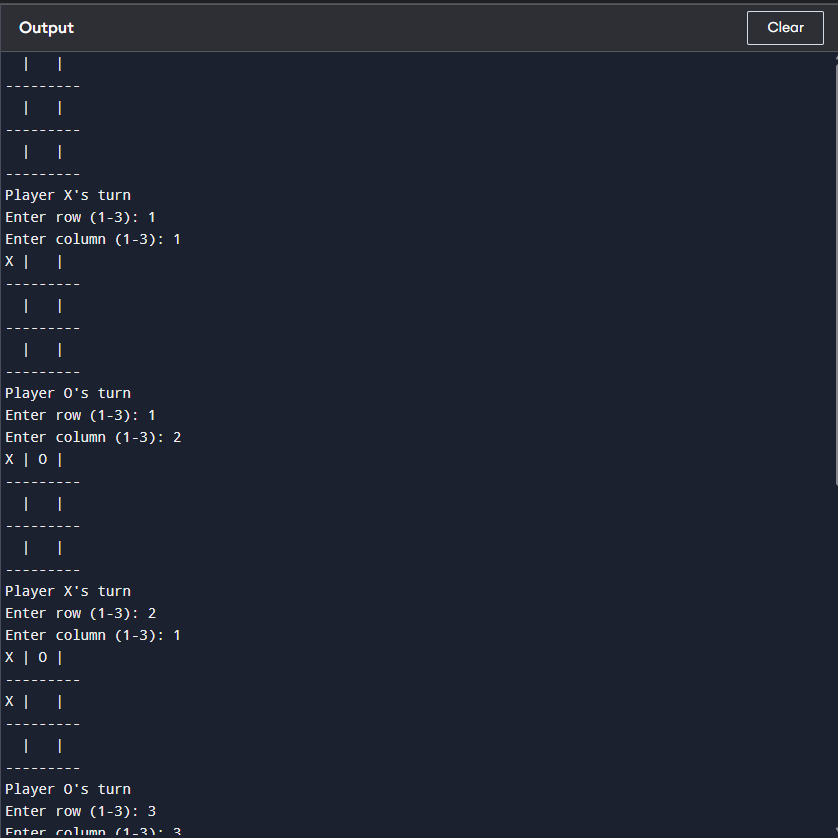 Output
Clear
  |   |
---------
  |   |
---------
  |   |
---------
Player X's turn
Enter row (1-3): 1
Enter column (1-3): 1
X |   |
---------
  |   |
---------
  |   |
---------
Player O's turn
Enter row (1-3): 1
Enter column (1-3): 2
X | O |
---------
  |   |
---------
  |   |
---------
Player X's turn
Enter row (1-3): 2
Enter column (1-3): 1
X | O |
---------
X |   |
---------
  |   |
---------
Player O's turn
Enter row (1-3): 3
Enter column (1-3): 3